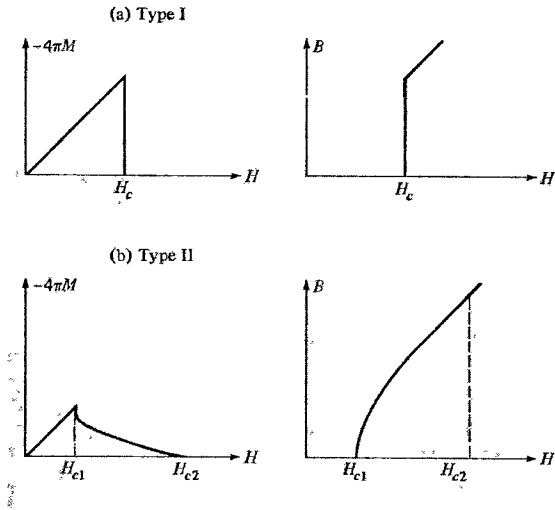 (a) Type I
−4πM
H
H_c
B
H
H_c
(b) Type II
−4πM
H
H_c1
H_c2
B
H
H_c1
H_c2